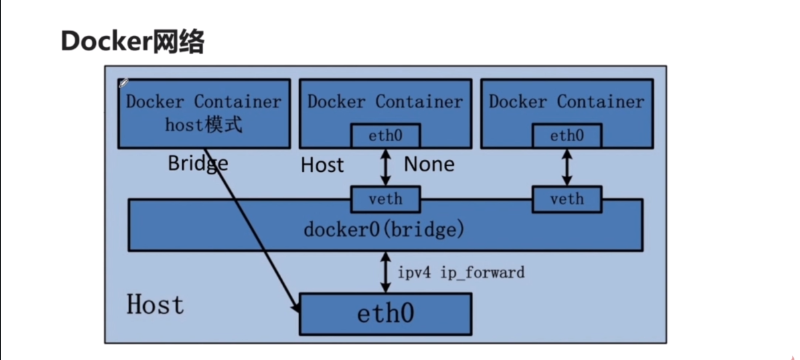 Docker网络
Docker Container
host模式
Docker Container
eth0
Docker Container
eth0
Bridge
Host
None
veth
veth
docker0(bridge)
ipv4 ip_forward
Host
eth0